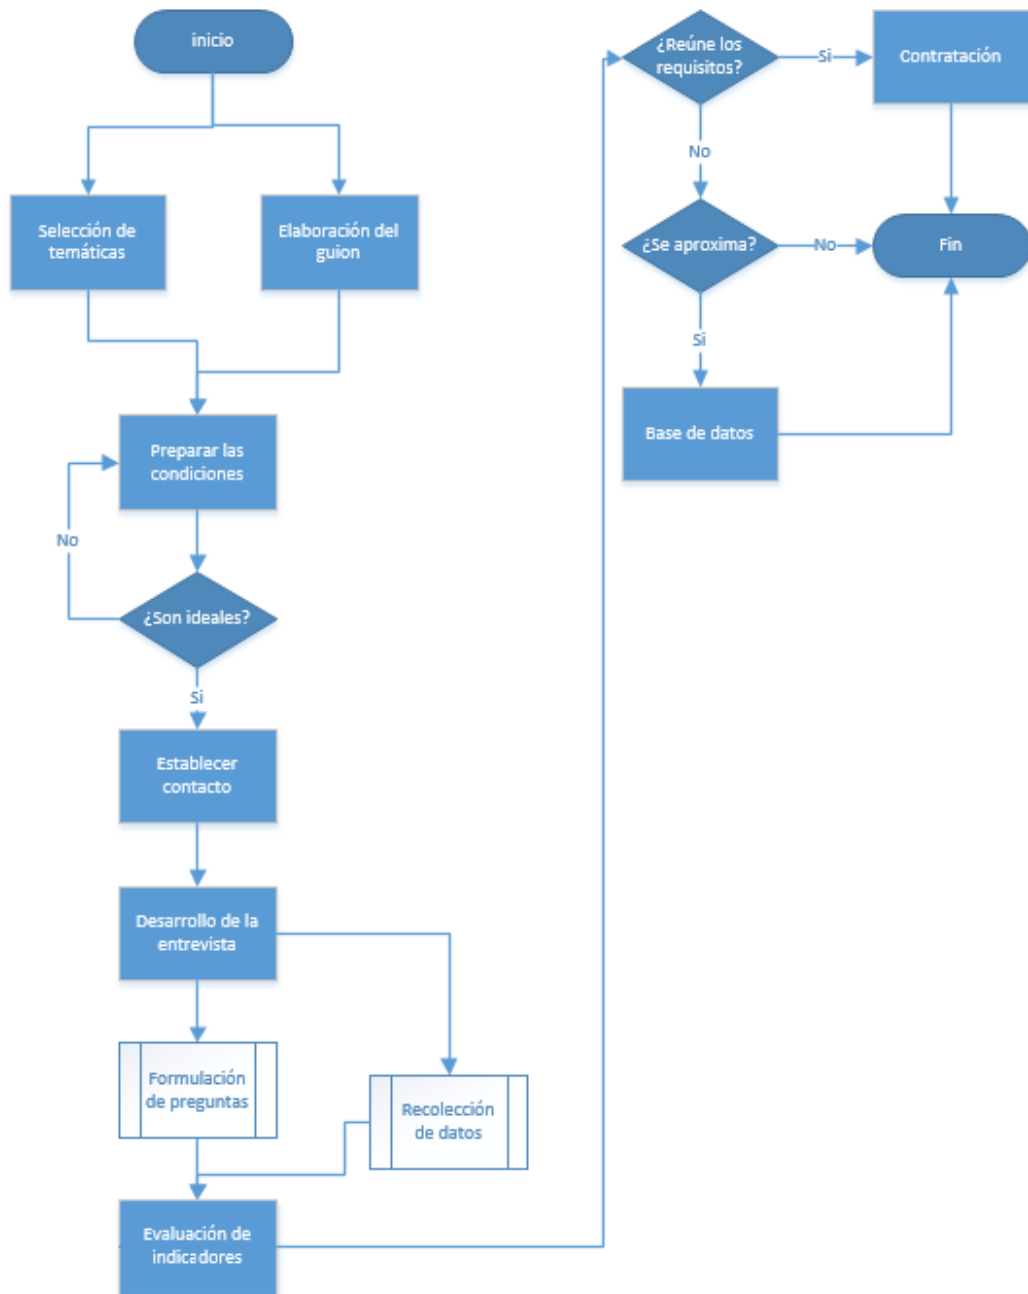 inicio
Selección de
temáticas
Elaboración del
guion
Preparar las
condiciones
No
¿Son ideales?
Si
Establecer
contacto
Desarrollo de la
entrevista
Formulación
de preguntas
Recolección
de datos
Evaluación de
indicadores
¿Reúne los
requisitos?
Si
Contratación
No
¿Se aproxima?
No
Fin
Si
Base de datos